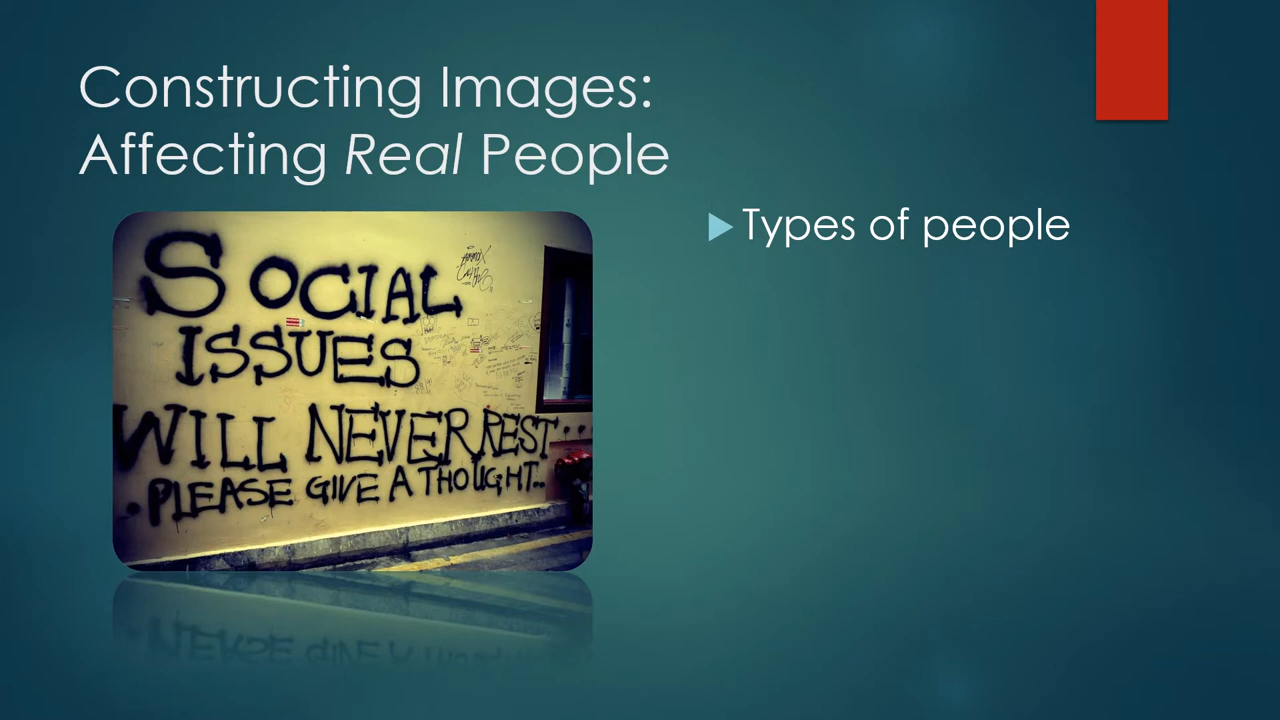 Constructing Images:
Affecting Real People
SOCIAL
ISSUES
WILL NEVER REST...
PLEASE GIVE A THOUGHT..
Types of people